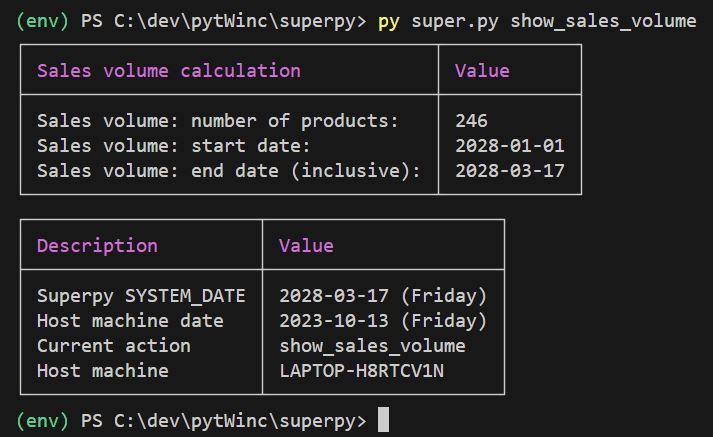 (env) PS C:\dev\pytWinc\superpy> py super.py show_sales_volume
Sales volume calculation Value
Sales volume: number of products: 246
Sales volume: start date: 2028-01-01
Sales volume: end date (inclusive): 2028-03-17
Description Value
Superpy SYSTEM_DATE 2028-03-17 (Friday)
Host machine date 2023-10-13 (Friday)
Current action show_sales_volume
Host machine LAPTOP-H8RTCV1N
(env) PS C:\dev\pytWinc\superpy>